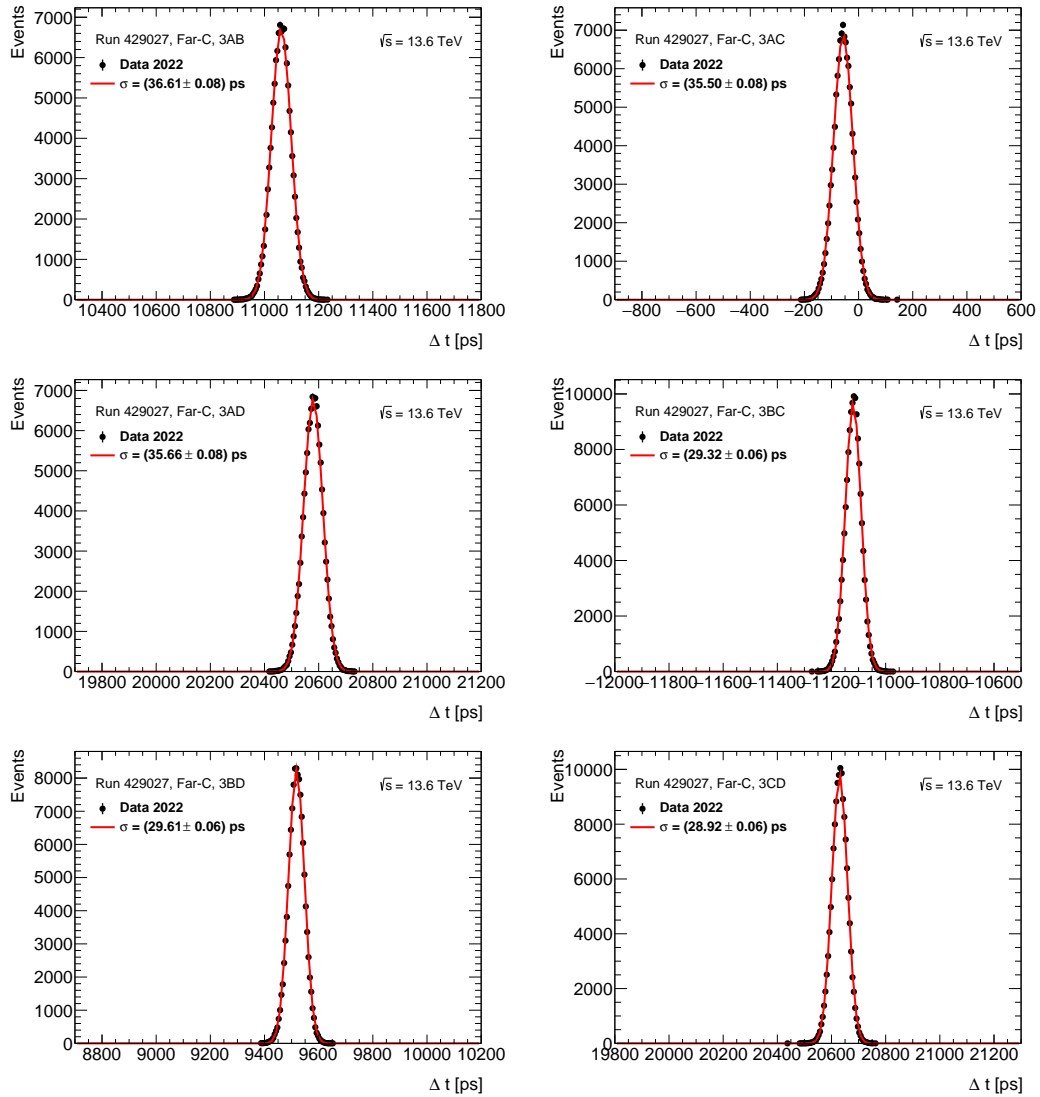 Events
7000
6000
5000
4000
3000
2000
1000
0
Run 429027, Far-C, 3AB
√s = 13.6 TeV
Data 2022
σ = (36.61 ± 0.08) ps
10400 10600 10800 11000 11200 11400 11600 11800
Δ t [ps]
Events
8000
7000
6000
5000
4000
3000
2000
1000
0
Run 429027, Far-C, 3AC
√s = 13.6 TeV
Data 2022
σ = (35.50 ± 0.08) ps
−800 −600 −400 −200 0 200 400 600
Δ t [ps]
Events
7000
6000
5000
4000
3000
2000
1000
0
Run 429027, Far-C, 3AD
√s = 13.6 TeV
Data 2022
σ = (35.66 ± 0.08) ps
19800 20000 20200 20400 20600 20800 21000 21200
Δ t [ps]
Events
10000
8000
6000
4000
2000
0
Run 429027, Far-C, 3BC
√s = 13.6 TeV
Data 2022
σ = (29.32 ± 0.06) ps
−12000 −11800 −11600 −11400 −11200 −11000 −10800 −10600
Δ t [ps]
Events
8000
7000
6000
5000
4000
3000
2000
1000
0
Run 429027, Far-C, 3BD
√s = 13.6 TeV
Data 2022
σ = (29.61 ± 0.06) ps
8800 9000 9200 9400 9600 9800 10000 10200
Δ t [ps]
Events
10000
8000
6000
4000
2000
0
Run 429027, Far-C, 3CD
√s = 13.6 TeV
Data 2022
σ = (28.92 ± 0.06) ps
19800 20000 20200 20400 20600 20800 21000 21200
Δ t [ps]